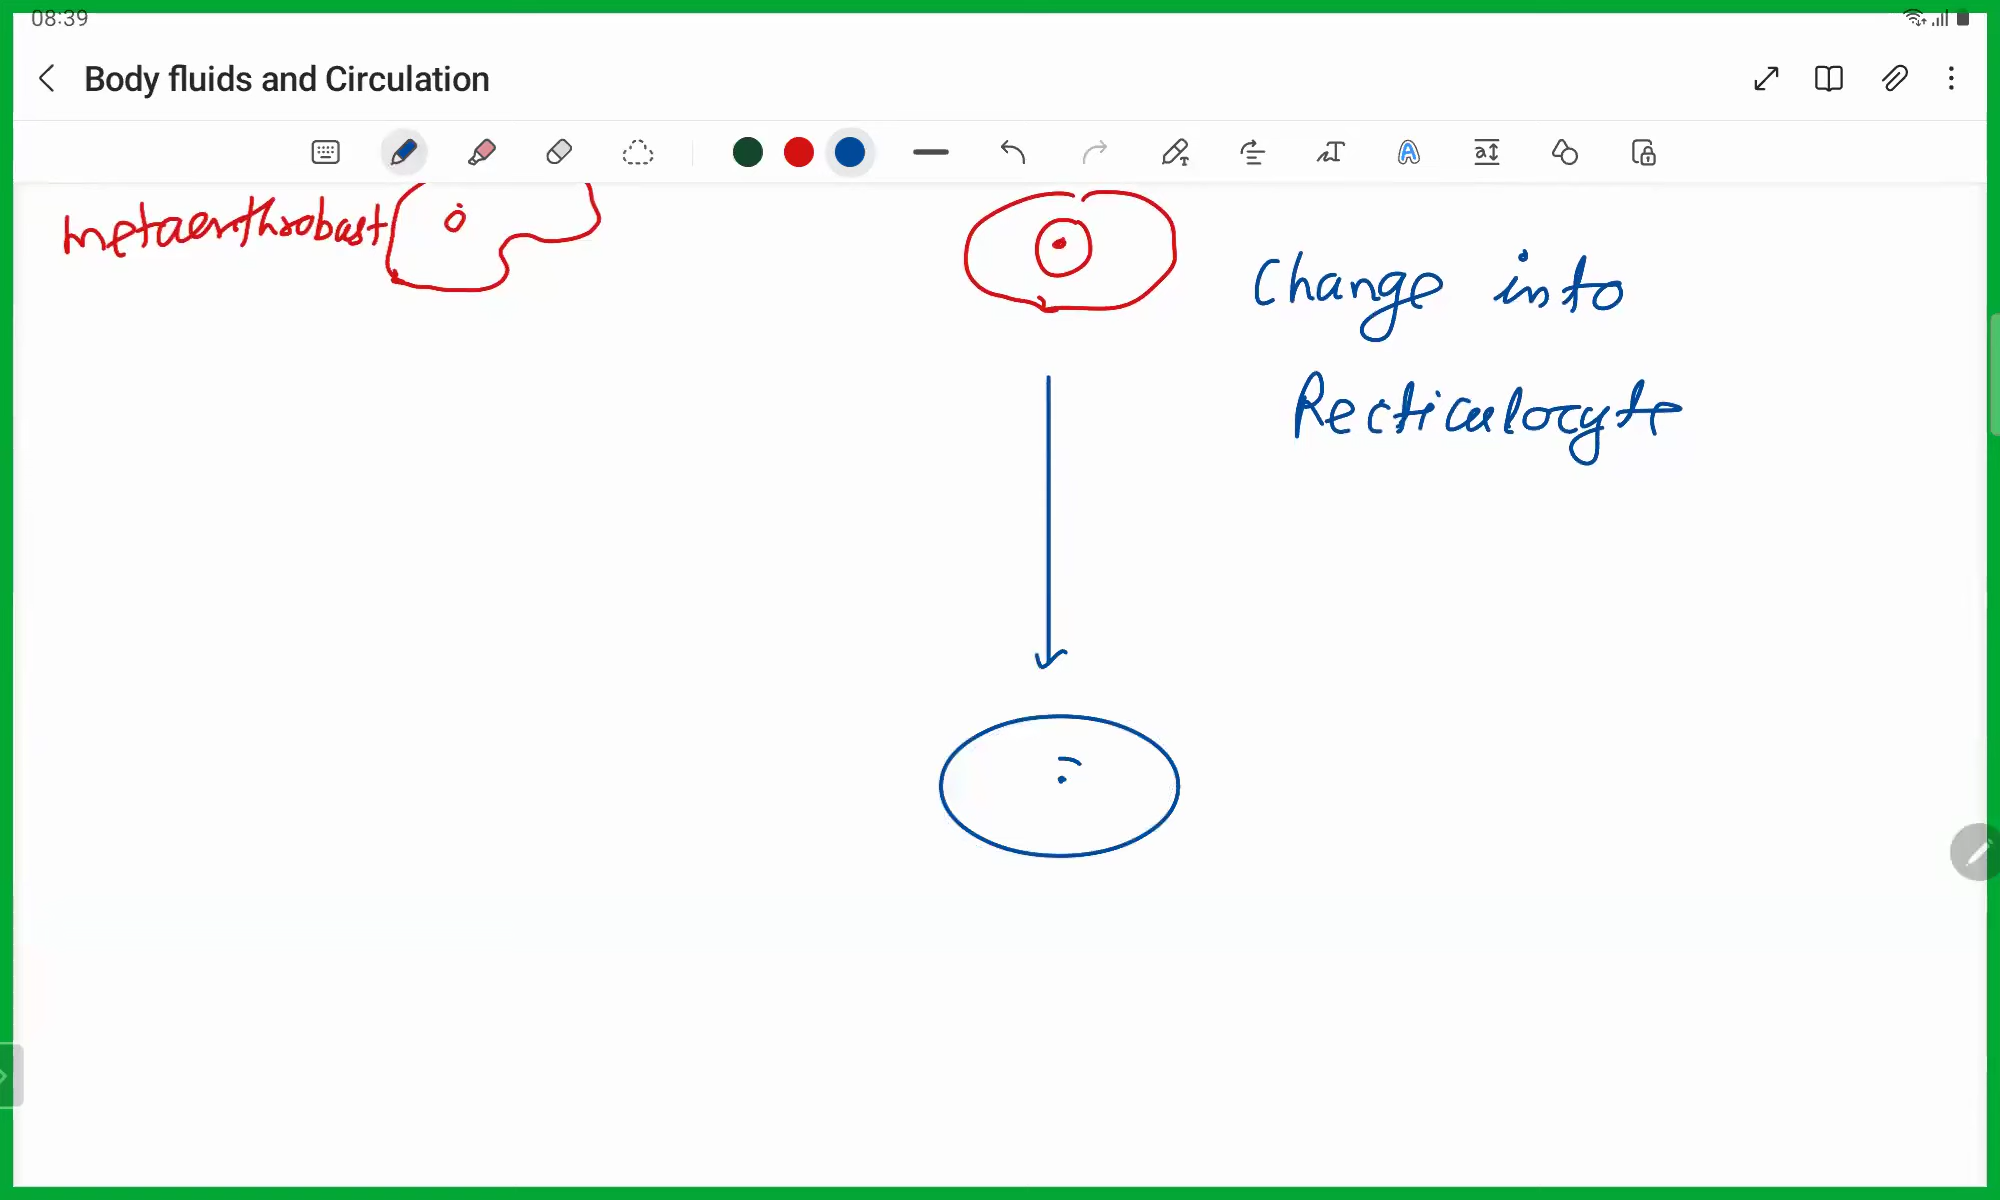 08:39
Body fluids and Circulation
metaerthrobast
Change into
Recticulocyte